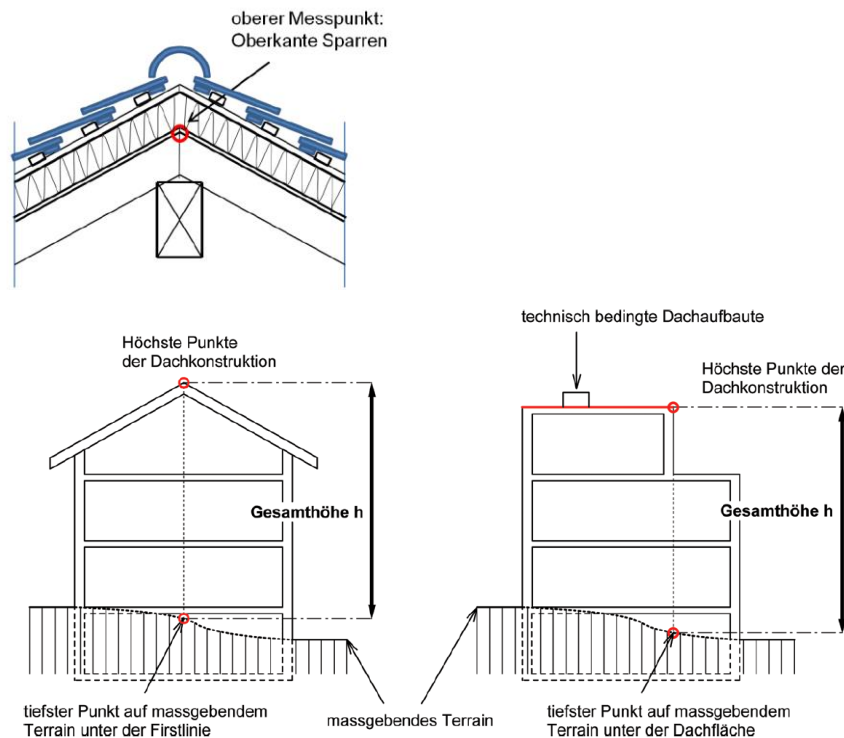 oberer Messpunkt:
Oberkante Sparren
technisch bedingte Dachaufbaute
Höchste Punkte
der Dachkonstruktion
Höchste Punkte der
Dachkonstruktion
Gesamthöhe h
Gesamthöhe h
tiefster Punkt auf massgebendem
Terrain unter der Firstlinie
massgebendes Terrain
tiefster Punkt auf massgebendem
Terrain unter der Dachfläche